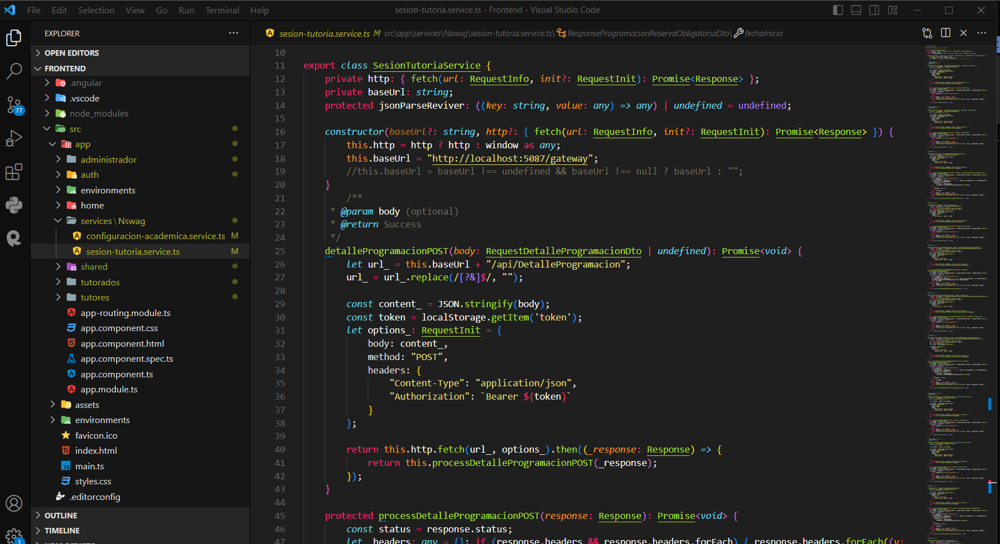 File Edit Selection View Go Run Terminal Help
sesion-tutoria.service.ts - Frontend - Visual Studio Code
EXPLORER
OPEN EDITORS
FRONTEND
.angular
.vscode
node_modules
src
app
administrador
auth
environments
home
services \ Nswag
configuracion-academica.service.ts M
sesion-tutoria.service.ts M
shared
tutorados
tutores
app-routing.module.ts
app.component.css
app.component.html
app.component.spec.ts
app.component.ts
app.module.ts
assets
environments
favicon.ico
index.html
main.ts
styles.css
.editorconfig
OUTLINE
TIMELINE
77
1
sesion-tutoria.service.ts M src\app\services\Nswag\sesion-tutoria.service.ts\ ResponseProgramacionReservaObligatoriaDto\ fechaInicio
10
11 export class SesionTutoriaService {
12 private http: { fetch(url: RequestInfo, init?: RequestInit): Promise<Response> };
13 private baseUrl: string;
14 protected jsonParseReviver: ((key: string, value: any) => any) | undefined = undefined;
15
16 constructor(baseUrl?: string, http?: { fetch(url: RequestInfo, init?: RequestInit): Promise<Response> }) {
17 this.http = http ? http : window as any;
18 this.baseUrl = "http://localhost:5087/gateway";
19 //this.baseUrl = baseUrl !== undefined && baseUrl !== null ? baseUrl : "";
20 }
21 /**
22 * @param body (optional)
23 * @return Success
24 */
25 detalleProgramacionPOST(body: RequestDetalleProgramacionDto | undefined): Promise<void> {
26 let url_ = this.baseUrl + "/api/DetalleProgramacion";
27 url_ = url_.replace(/[?&]$/, "");
28
29 const content_ = JSON.stringify(body);
30 const token = localStorage.getItem('token');
31 let options_: RequestInit = {
32 body: content_,
33 method: "POST",
34 headers: {
35 "Content-Type": "application/json",
36 "Authorization": `Bearer ${token}`
37 }
38 };
39
40 return this.http.fetch(url_, options_).then((_response: Response) => {
41 return this.processDetalleProgramacionPOST(_response);
42 });
43 }
44
45 protected processDetalleProgramacionPOST(response: Response): Promise<void> {
46 const status = response.status;
47 let _headers: any = {}; if (response.headers && response.headers.forEach) { response.headers.forEach((v: